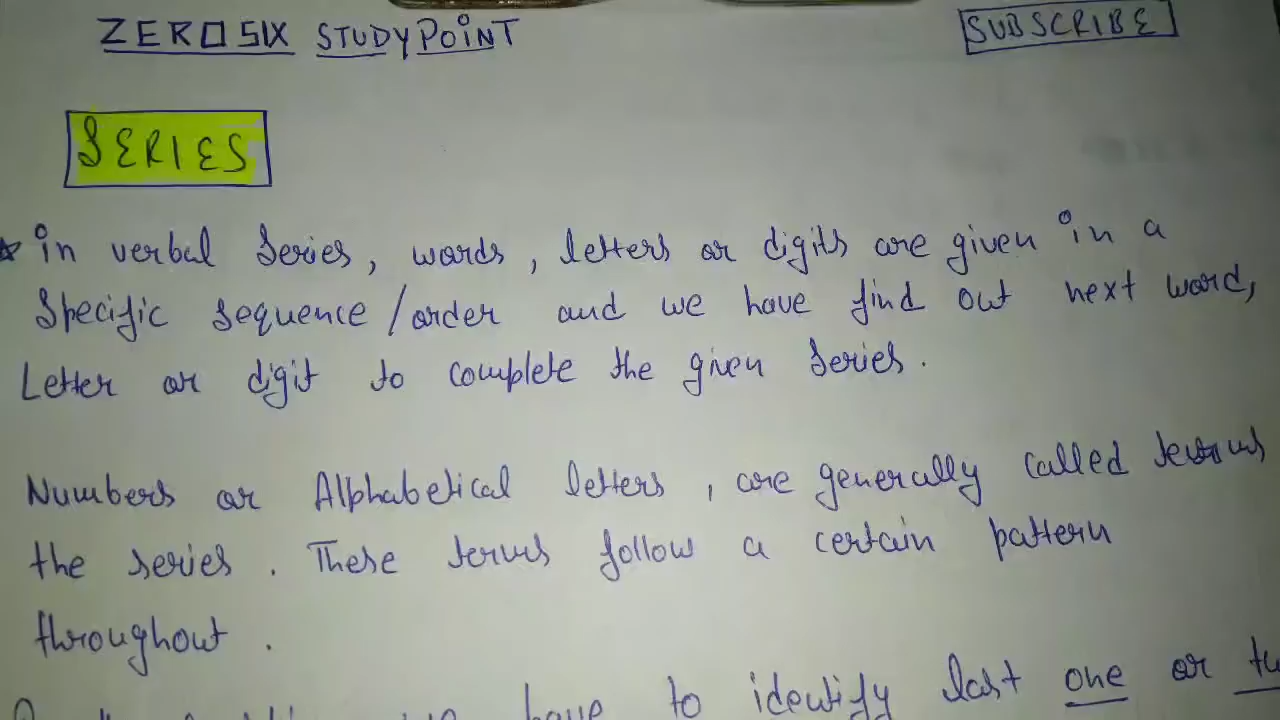 ZERO SIX STUDY POINT
SUBSCRIBE
SERIES
In verbal series, words, letters or digits are given in a
specific sequence/order and we have find out next word,
Letter or digit to complete the given series.
Numbers or Alphabetical letters, are generally called terms
the series. These terms follow a certain pattern
throughout.
have to identify last one or